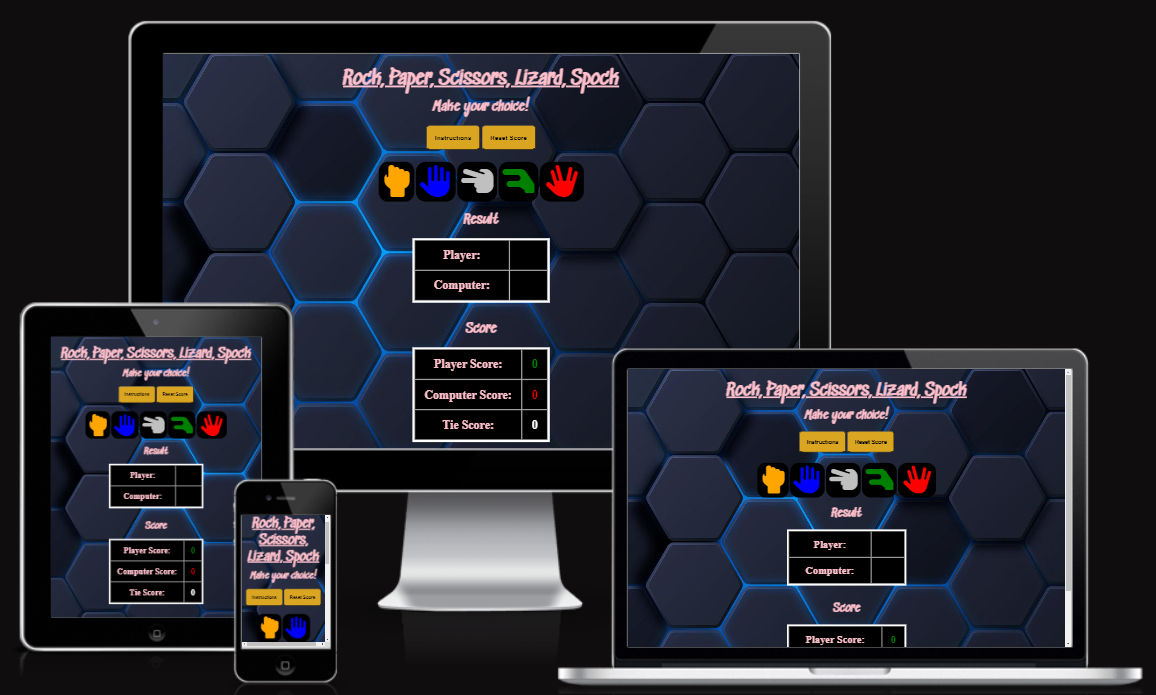 Rock, Paper, Scissors, Lizard, Spock
Make your choice!
Instructions Reset Score
Result
Player:
Computer:
Score
Player Score: 0
Computer Score: 0
Tie Score: 0
Rock, Paper, Scissors, Lizard, Spock
Make your choice!
Instructions Reset Score
Result
Player:
Computer:
Score
Player Score: 0
Computer Score: 0
Tie Score: 0
Rock, Paper,
Scissors,
Lizard, Spock
Make your choice!
Instructions Reset Score
Rock, Paper, Scissors, Lizard, Spock
Make your choice!
Instructions Reset Score
Result
Player:
Computer:
Score
Player Score: 0